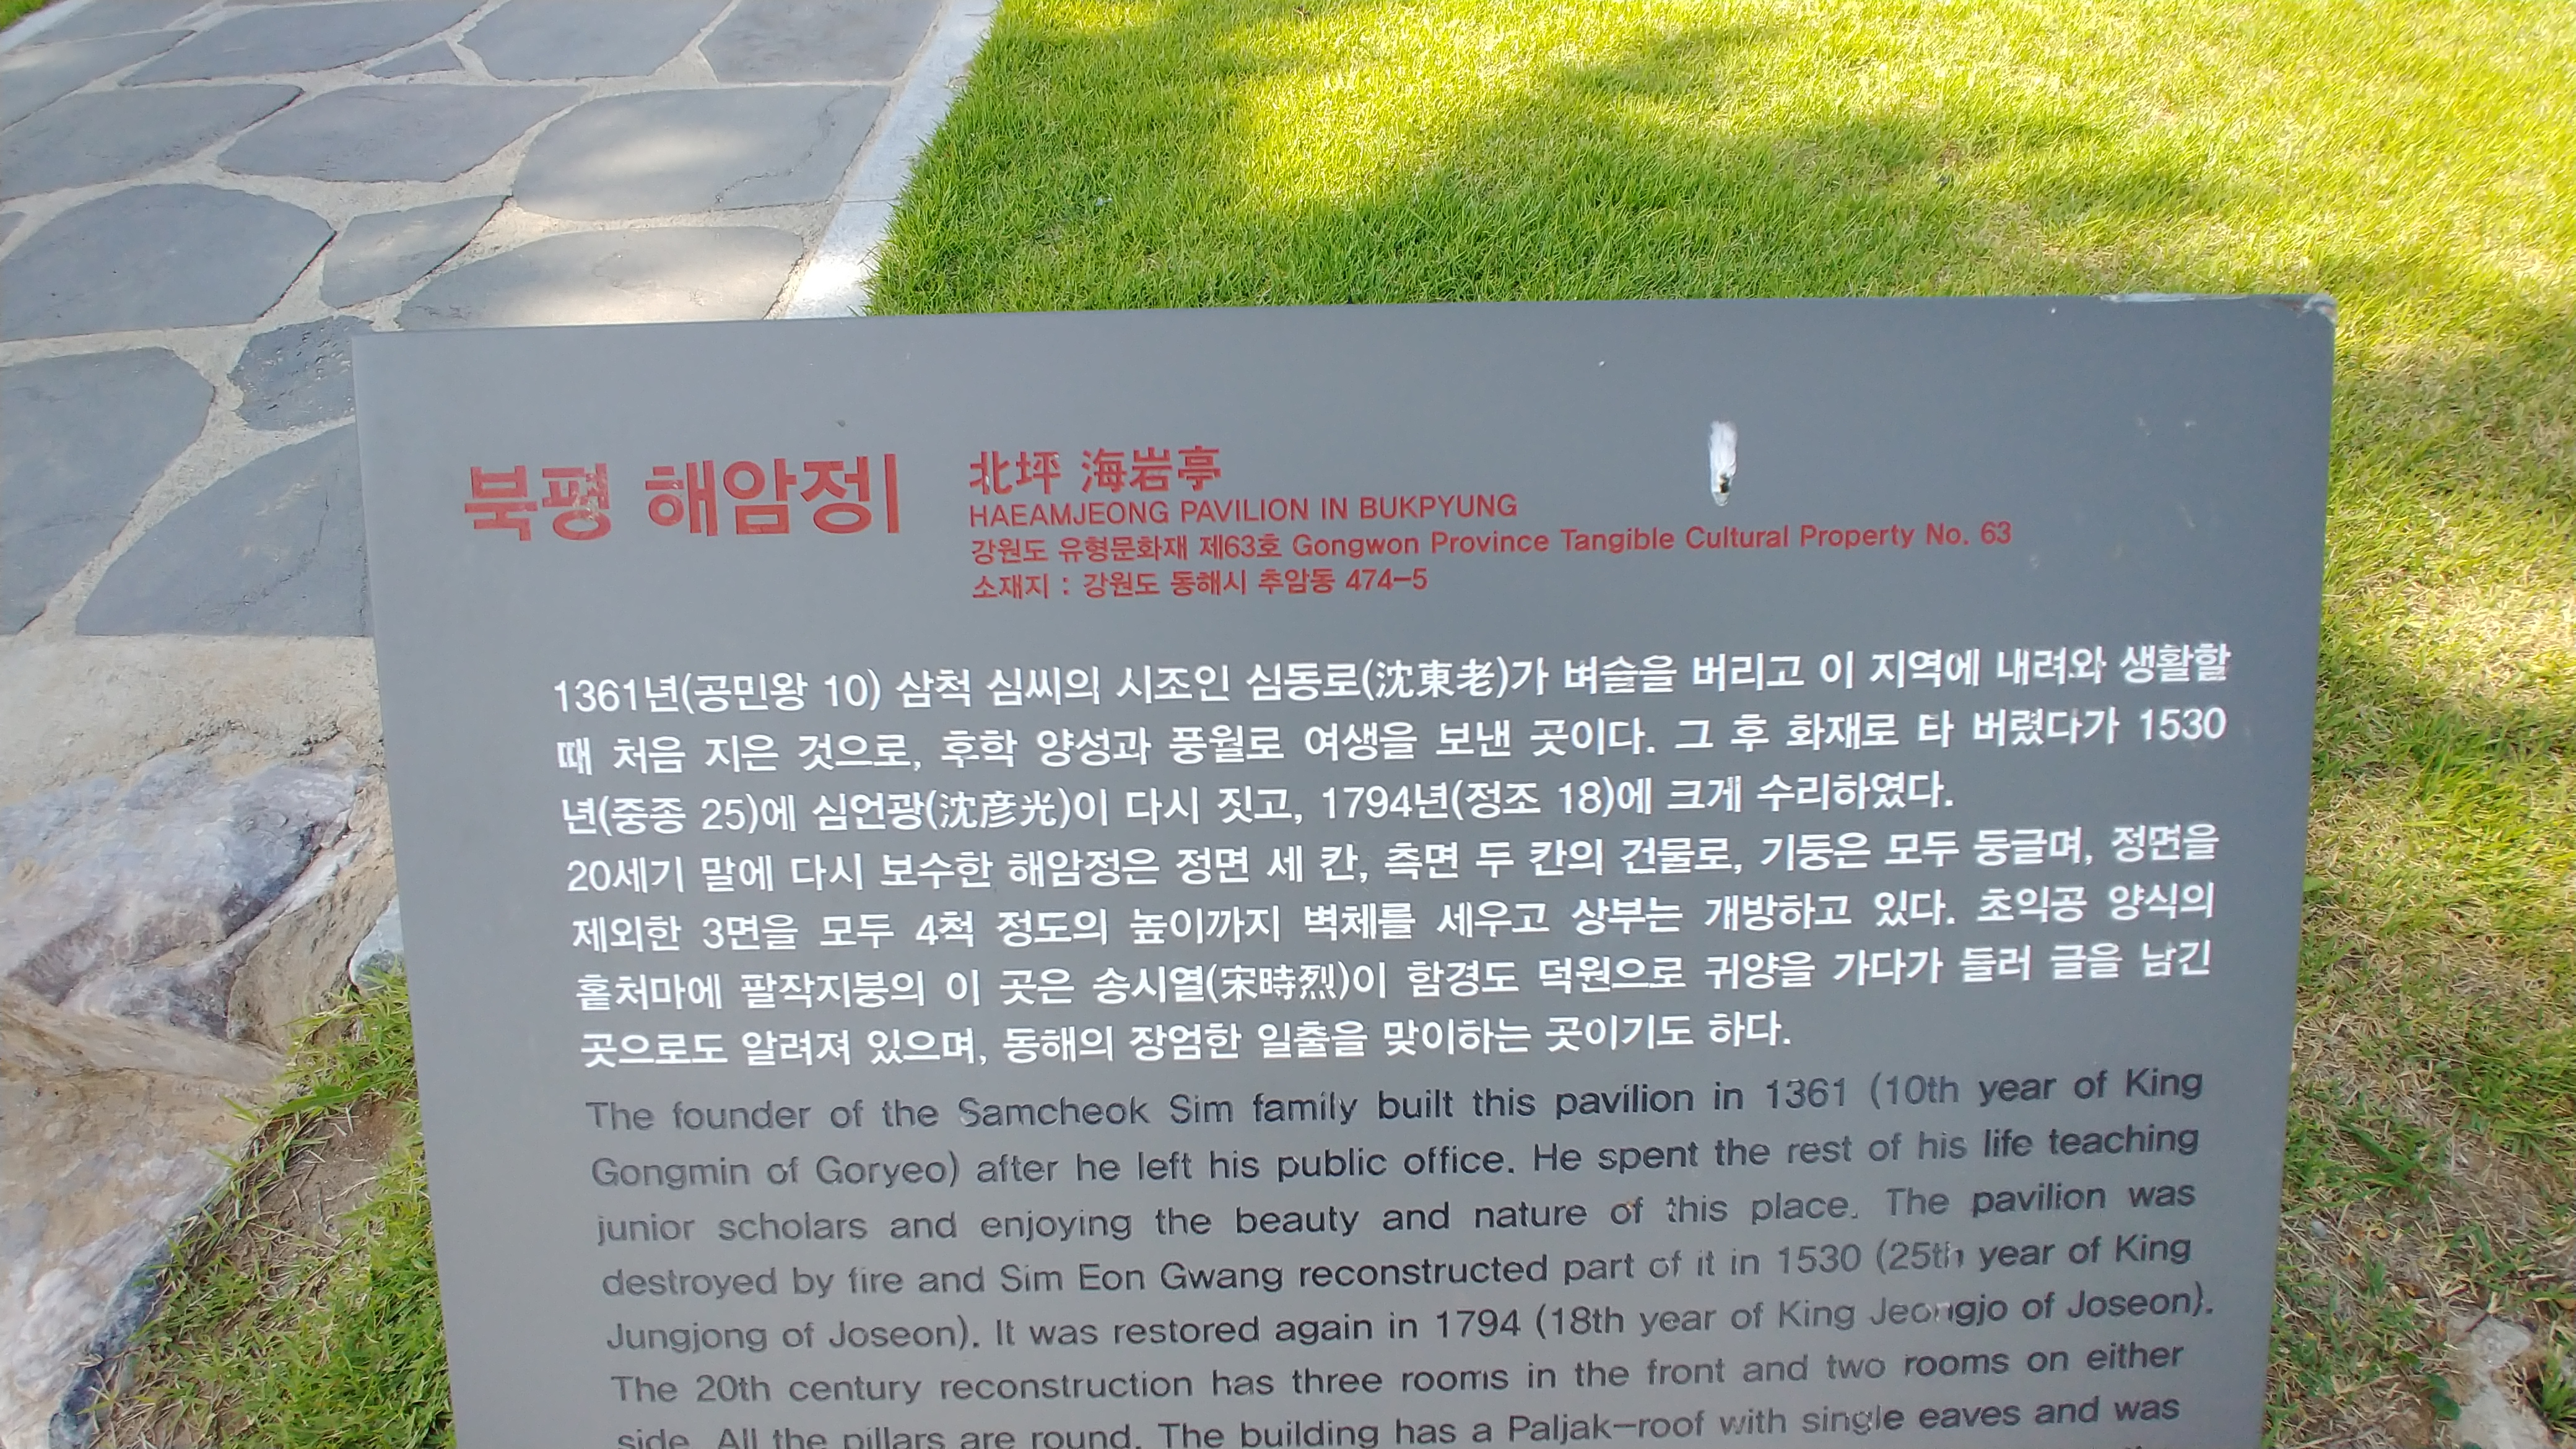 북평 해암정
北坪 海岩亭
HAEAMJEONG PAVILION IN BUKPYUNG
강원도 유형문화재 제63호 Gongwon Province Tangible Cultural Property No. 63
소재지 : 강원도 동해시 추암동 474-5
1361년(공민왕 10) 삼척 심씨의 시조인 심동로(沈東老)가 벼슬을 버리고 이 지역에 내려와 생활할
때 처음 지은 것으로, 후학 양성과 풍월로 여생을 보낸 곳이다. 그 후 화재로 타 버렸다가 1530
년(중종 25)에 심언광(沈彦光)이 다시 짓고, 1794년(정조 18)에 크게 수리하였다.
20세기 말에 다시 보수한 해암정은 정면 세 칸, 측면 두 칸의 건물로, 기둥은 모두 둥글며, 정면을
제외한 3면을 모두 4척 정도의 높이까지 벽체를 세우고 상부는 개방하고 있다. 초익공 양식의
홑처마에 팔작지붕의 이 곳은 송시열(宋時烈)이 함경도 덕원으로 귀양을 가다가 들러 글을 남긴
곳으로도 알려져 있으며, 동해의 장엄한 일출을 맞이하는 곳이기도 하다.
The founder of the Samcheok Sim family built this pavilion in 1361 (10th year of King
Gongmin of Goryeo) after he left his public office. He spent the rest of his life teaching
junior scholars and enjoying the beauty and nature of this place. The pavilion was
destroyed by fire and Sim Eon Gwang reconstructed part of it in 1530 (25th year of King
Jungjong of Joseon). It was restored again in 1794 (18th year of King Jeongjo of Joseon).
The 20th century reconstruction has three rooms in the front and two rooms on either
side. All the pillars are round. The building has a Paljak-roof with single eaves and was